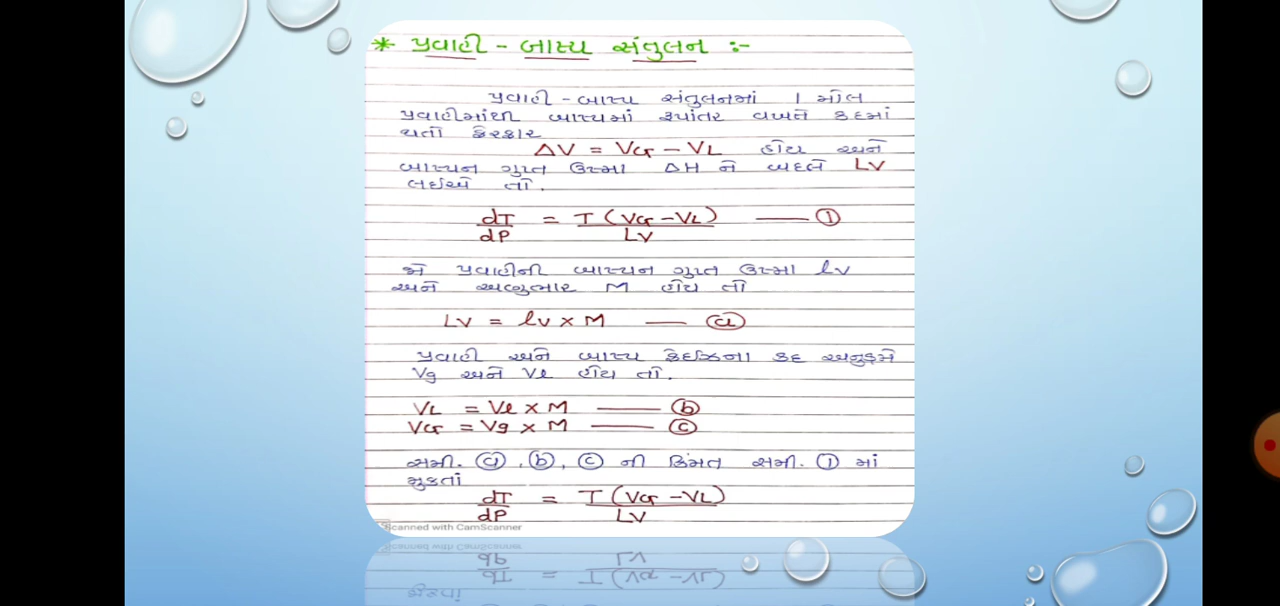 * પ્રવાહી - બાષ્પ સંતુલન :-
પ્રવાહી - બાષ્પ સંતુલનમાં 1 મોલ
પ્રવાહીમાંથી બાષ્પમાં રૂપાંતર વખતે કદમાં
થતો ફેરફાર
ΔV = VG - VL હોય અને
બાષ્પન ગુપ્ત ઉષ્મા ΔH ને બદલે LV
લઇએ તો.
dT/dP = T (VG - VL)/LV —— ①
જો પ્રવાહીની બાષ્પન ગુપ્ત ઉષ્મા lv
અને અણુભાર M હોય તો
LV = lv × M —— ⓐ
પ્રવાહી અને બાષ્પ ફેઇઝના કદ અનુક્રમે
Vg અને Vl હોય તો.
VL = Vl × M —— ⓑ
VG = Vg × M —— ⓒ
સમી. ⓐ, ⓑ, ⓒ ની કિંમત સમી. ① માં
મુકતાં
dT/dP = T (VG - VL)/LV
Scanned with CamScanner